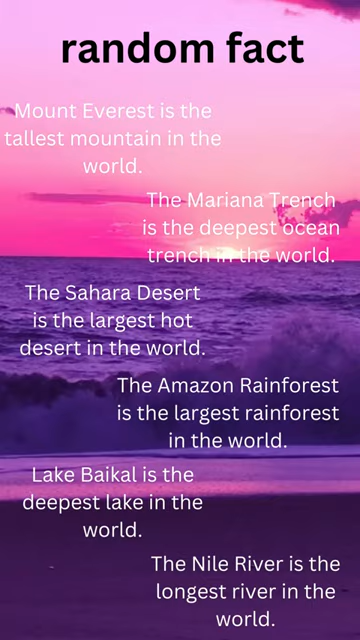 random fact
Mount Everest is the
tallest mountain in the
world.
The Mariana Trench
is the deepest ocean
trench in the world.
The Sahara Desert
is the largest hot
desert in the world.
The Amazon Rainforest
is the largest rainforest
in the world.
Lake Baikal is the
deepest lake in the
world.
The Nile River is the
longest river in the
world.